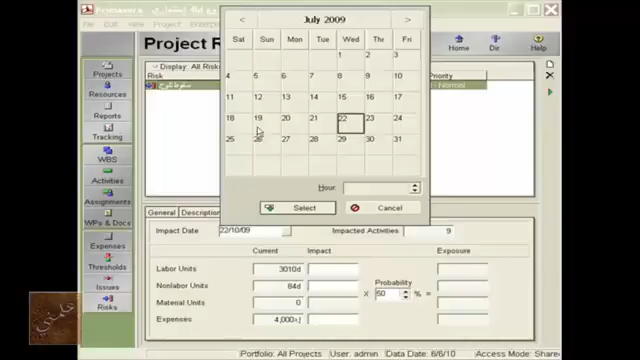 Primavera
File Edit View Project
Project R
Home Dir Help
Display: All Risks
Risk
Priority
Normal
Projects
Resources
Reports
Tracking
WBS
Activities
Assignments
WPs & Docs
Expenses
Thresholds
Issues
Risks
< July 2009 >
Sat Sun Mon Tue Wed Thr Fri
1 2 3
4 5 6 7 8 9 10
11 12 13 14 15 16 17
18 19 20 21 22 23 24
25 26 27 28 29 30 31
Hour:
Select Cancel
General Description
Impact Date 22/10/09 Impacted Activities 9
Current Impact Exposure
Labor Units 3010d
Nonlabor Units 84d
Material Units 0
Expenses 4,000
Probability
X 50 % =
Portfolio: All Projects User: admin Data Date: 6/6/10 Access Mode: Share